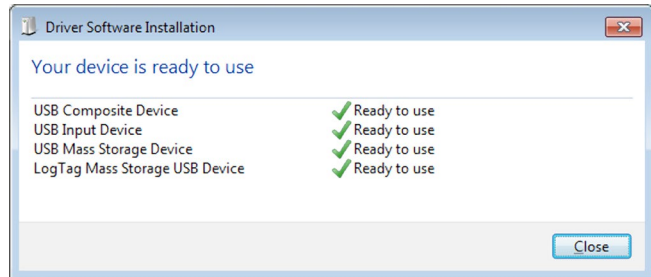 Driver Software Installation
Your device is ready to use
USB Composite Device Ready to use
USB Input Device Ready to use
USB Mass Storage Device Ready to use
LogTag Mass Storage USB Device Ready to use
Close